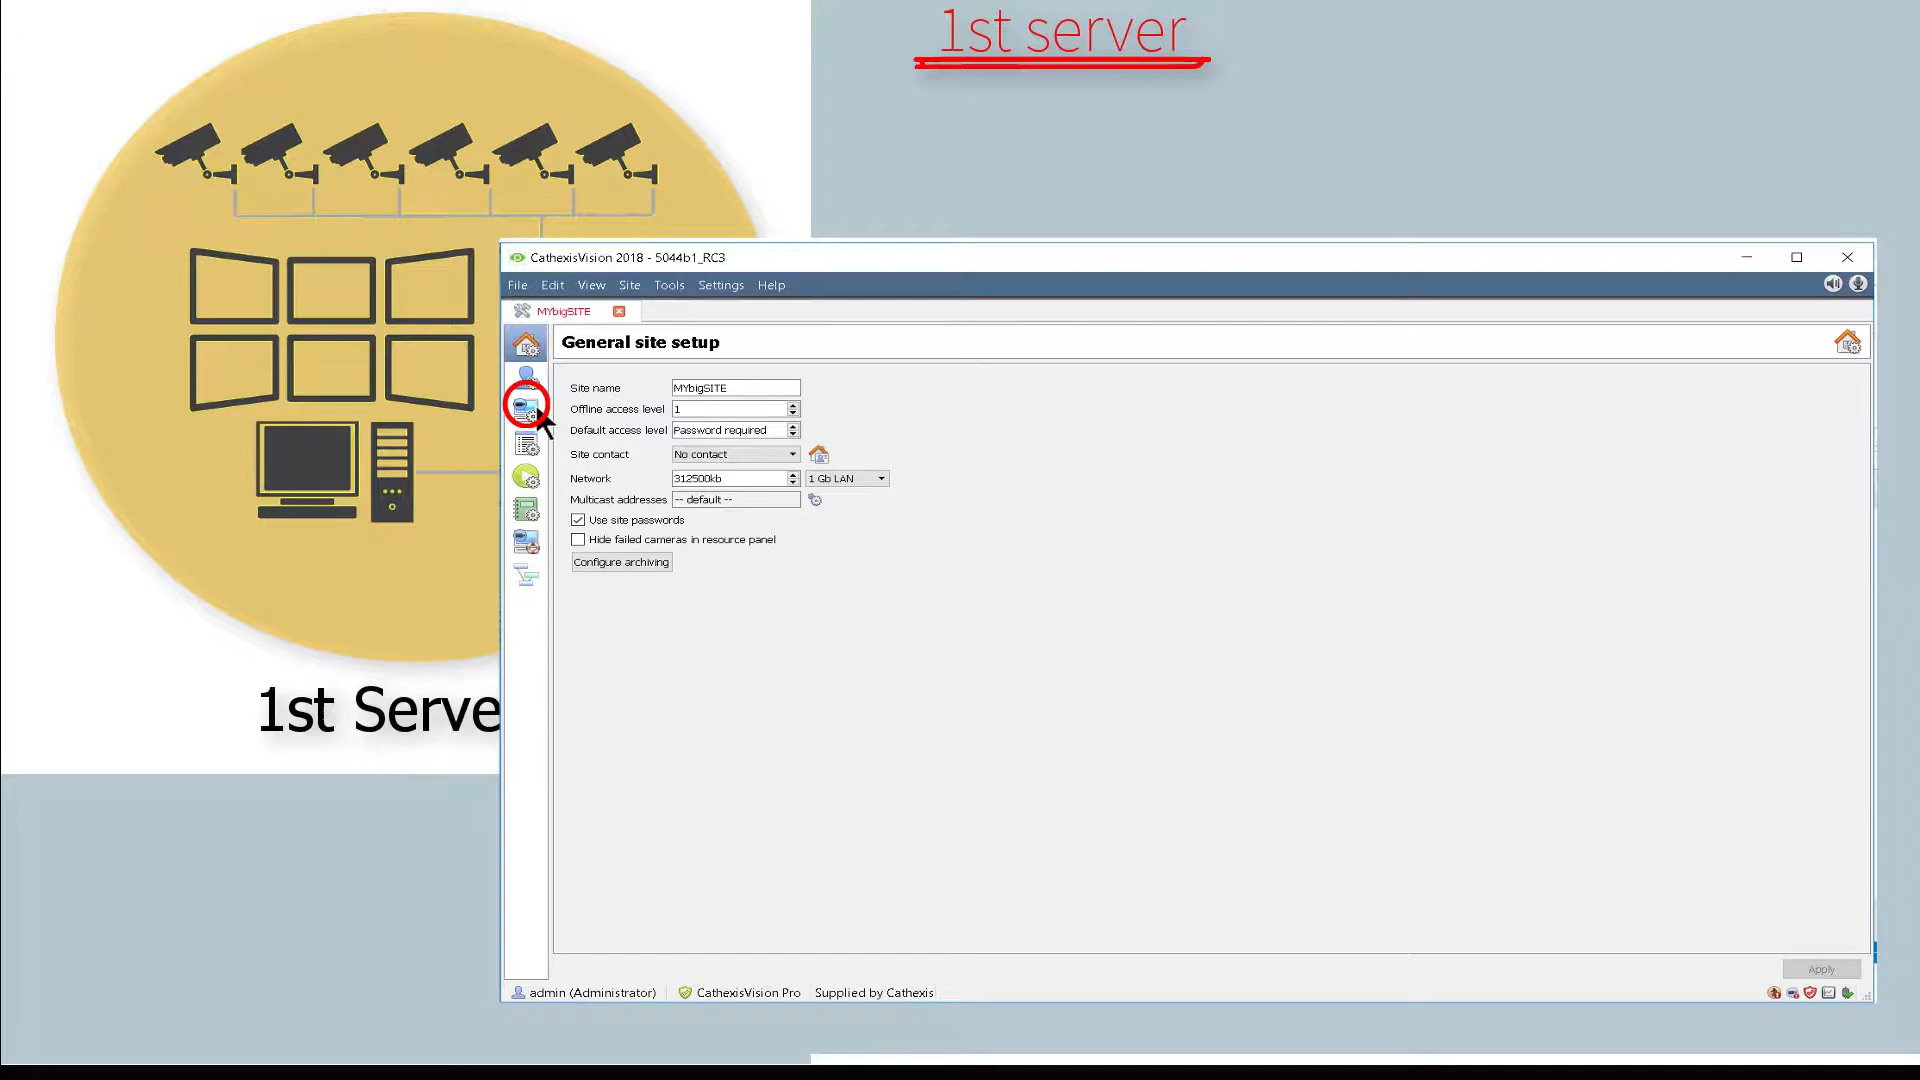 1st server
CathexisVision 2018 - 5044b1_RC3
File Edit View Site Tools Settings Help
MYbigSITE
General site setup
Site name MYbigSITE
Offline access level 1
Default access level Password required
Site contact No contact
Network 312500kb 1 Gb LAN
Multicast addresses -- default --
Use site passwords
Hide failed cameras in resource panel
Configure archiving
1st Serve
Apply
admin (Administrator) CathexisVision Pro Supplied by Cathexis